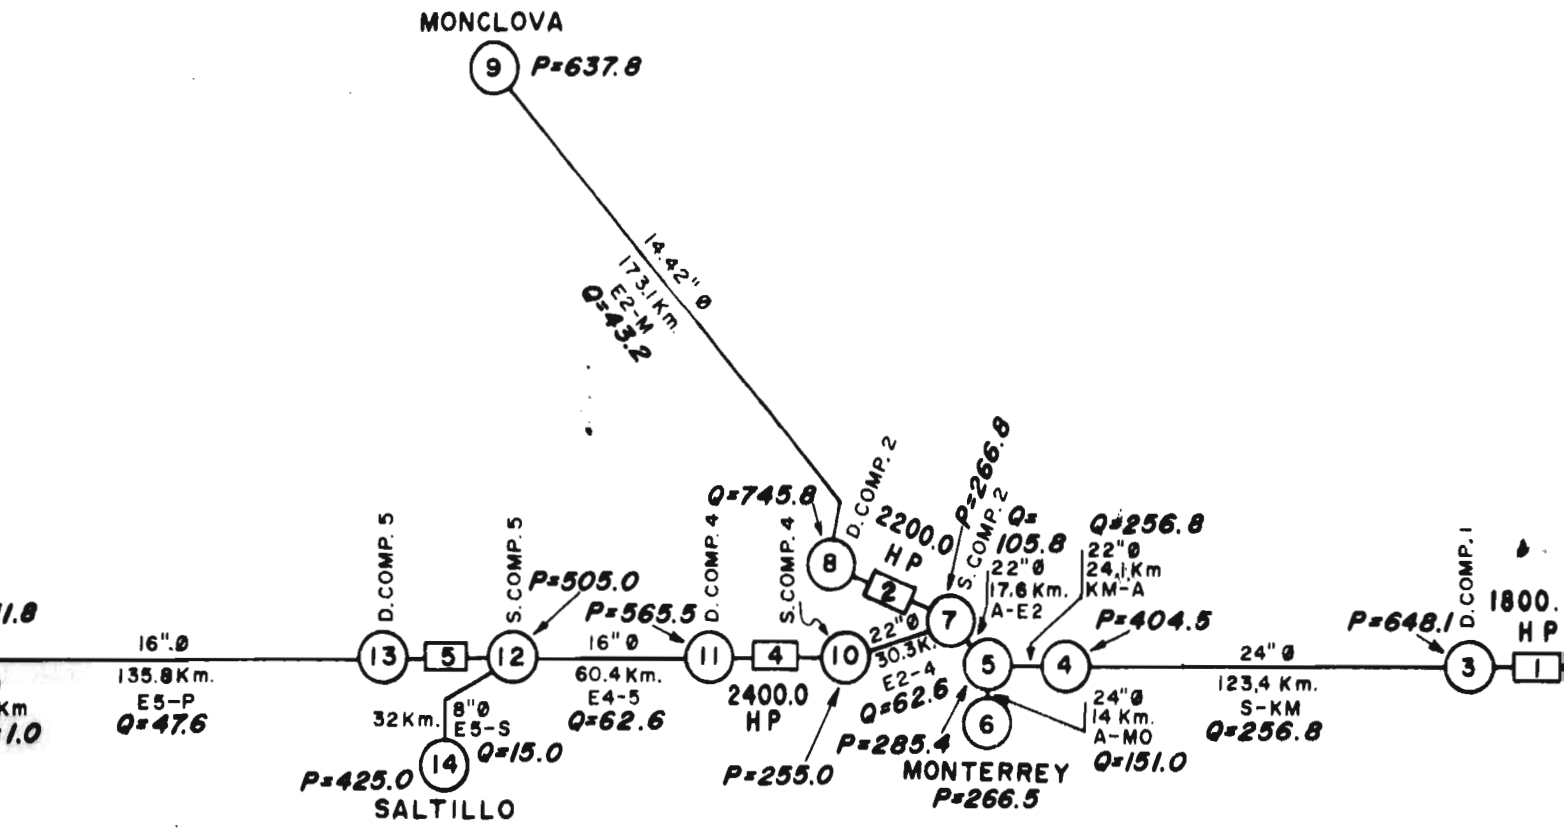 MONCLOVA
9
P=637.8
14.42"Ø
173.1Km.
E2-M
Q=43.2
Q=745.8
D. COMP. 2
2200.0
HP
P=266.8
S. COMP. 2
Q=
105.8
22"Ø
17.6 Km.
A-E2
Q=256.8
22"Ø
24.1Km
KM-A
8
2
7
D. COMP. 5
S. COMP. 5
P=505.0
D. COMP. 4
S. COMP. 4
P=565.5
P=404.5
P=648.1
D. COMP. 1
1800.
HP
1.8
16".Ø
135.8Km.
E5-P
Q=47.6
Km
1.0
13
5
12
16"Ø
60.4 Km.
E4-5
Q=62.6
11
4
10
2400.0
HP
22"Ø
30.3K.
E2-4
Q=62.6
5
4
24"Ø
123.4 Km.
S-KM
Q=256.8
3
1
6
24"Ø
14 Km.
A-MO
Q=151.0
32Km.
8"Ø
E5-S
Q=15.0
P=425.0
14
SALTILLO
P=255.0
P=285.4
MONTERREY
P=266.5